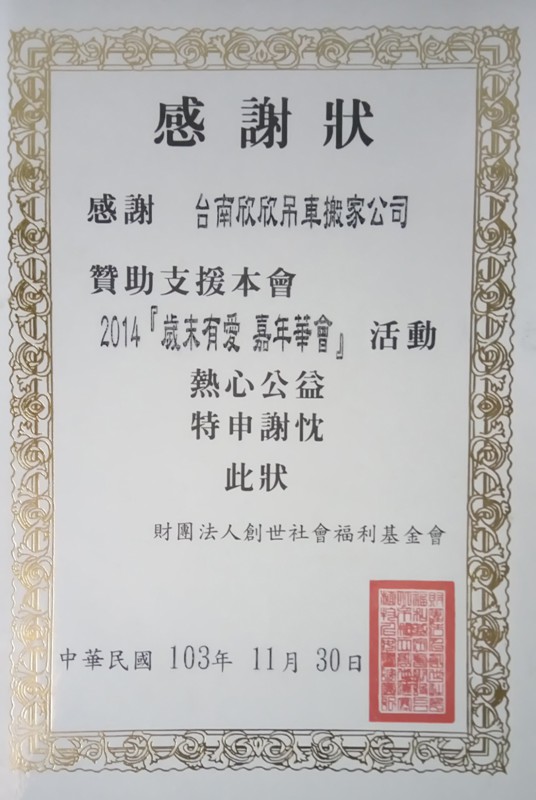 感謝狀
感謝 台南欣欣吊車搬家公司
贊助支援本會
2014『歲末有愛 嘉年華會』 活動
熱心公益
特申謝忱
此狀
財團法人創世社會福利基金會
中華民國 103年 11月 30日